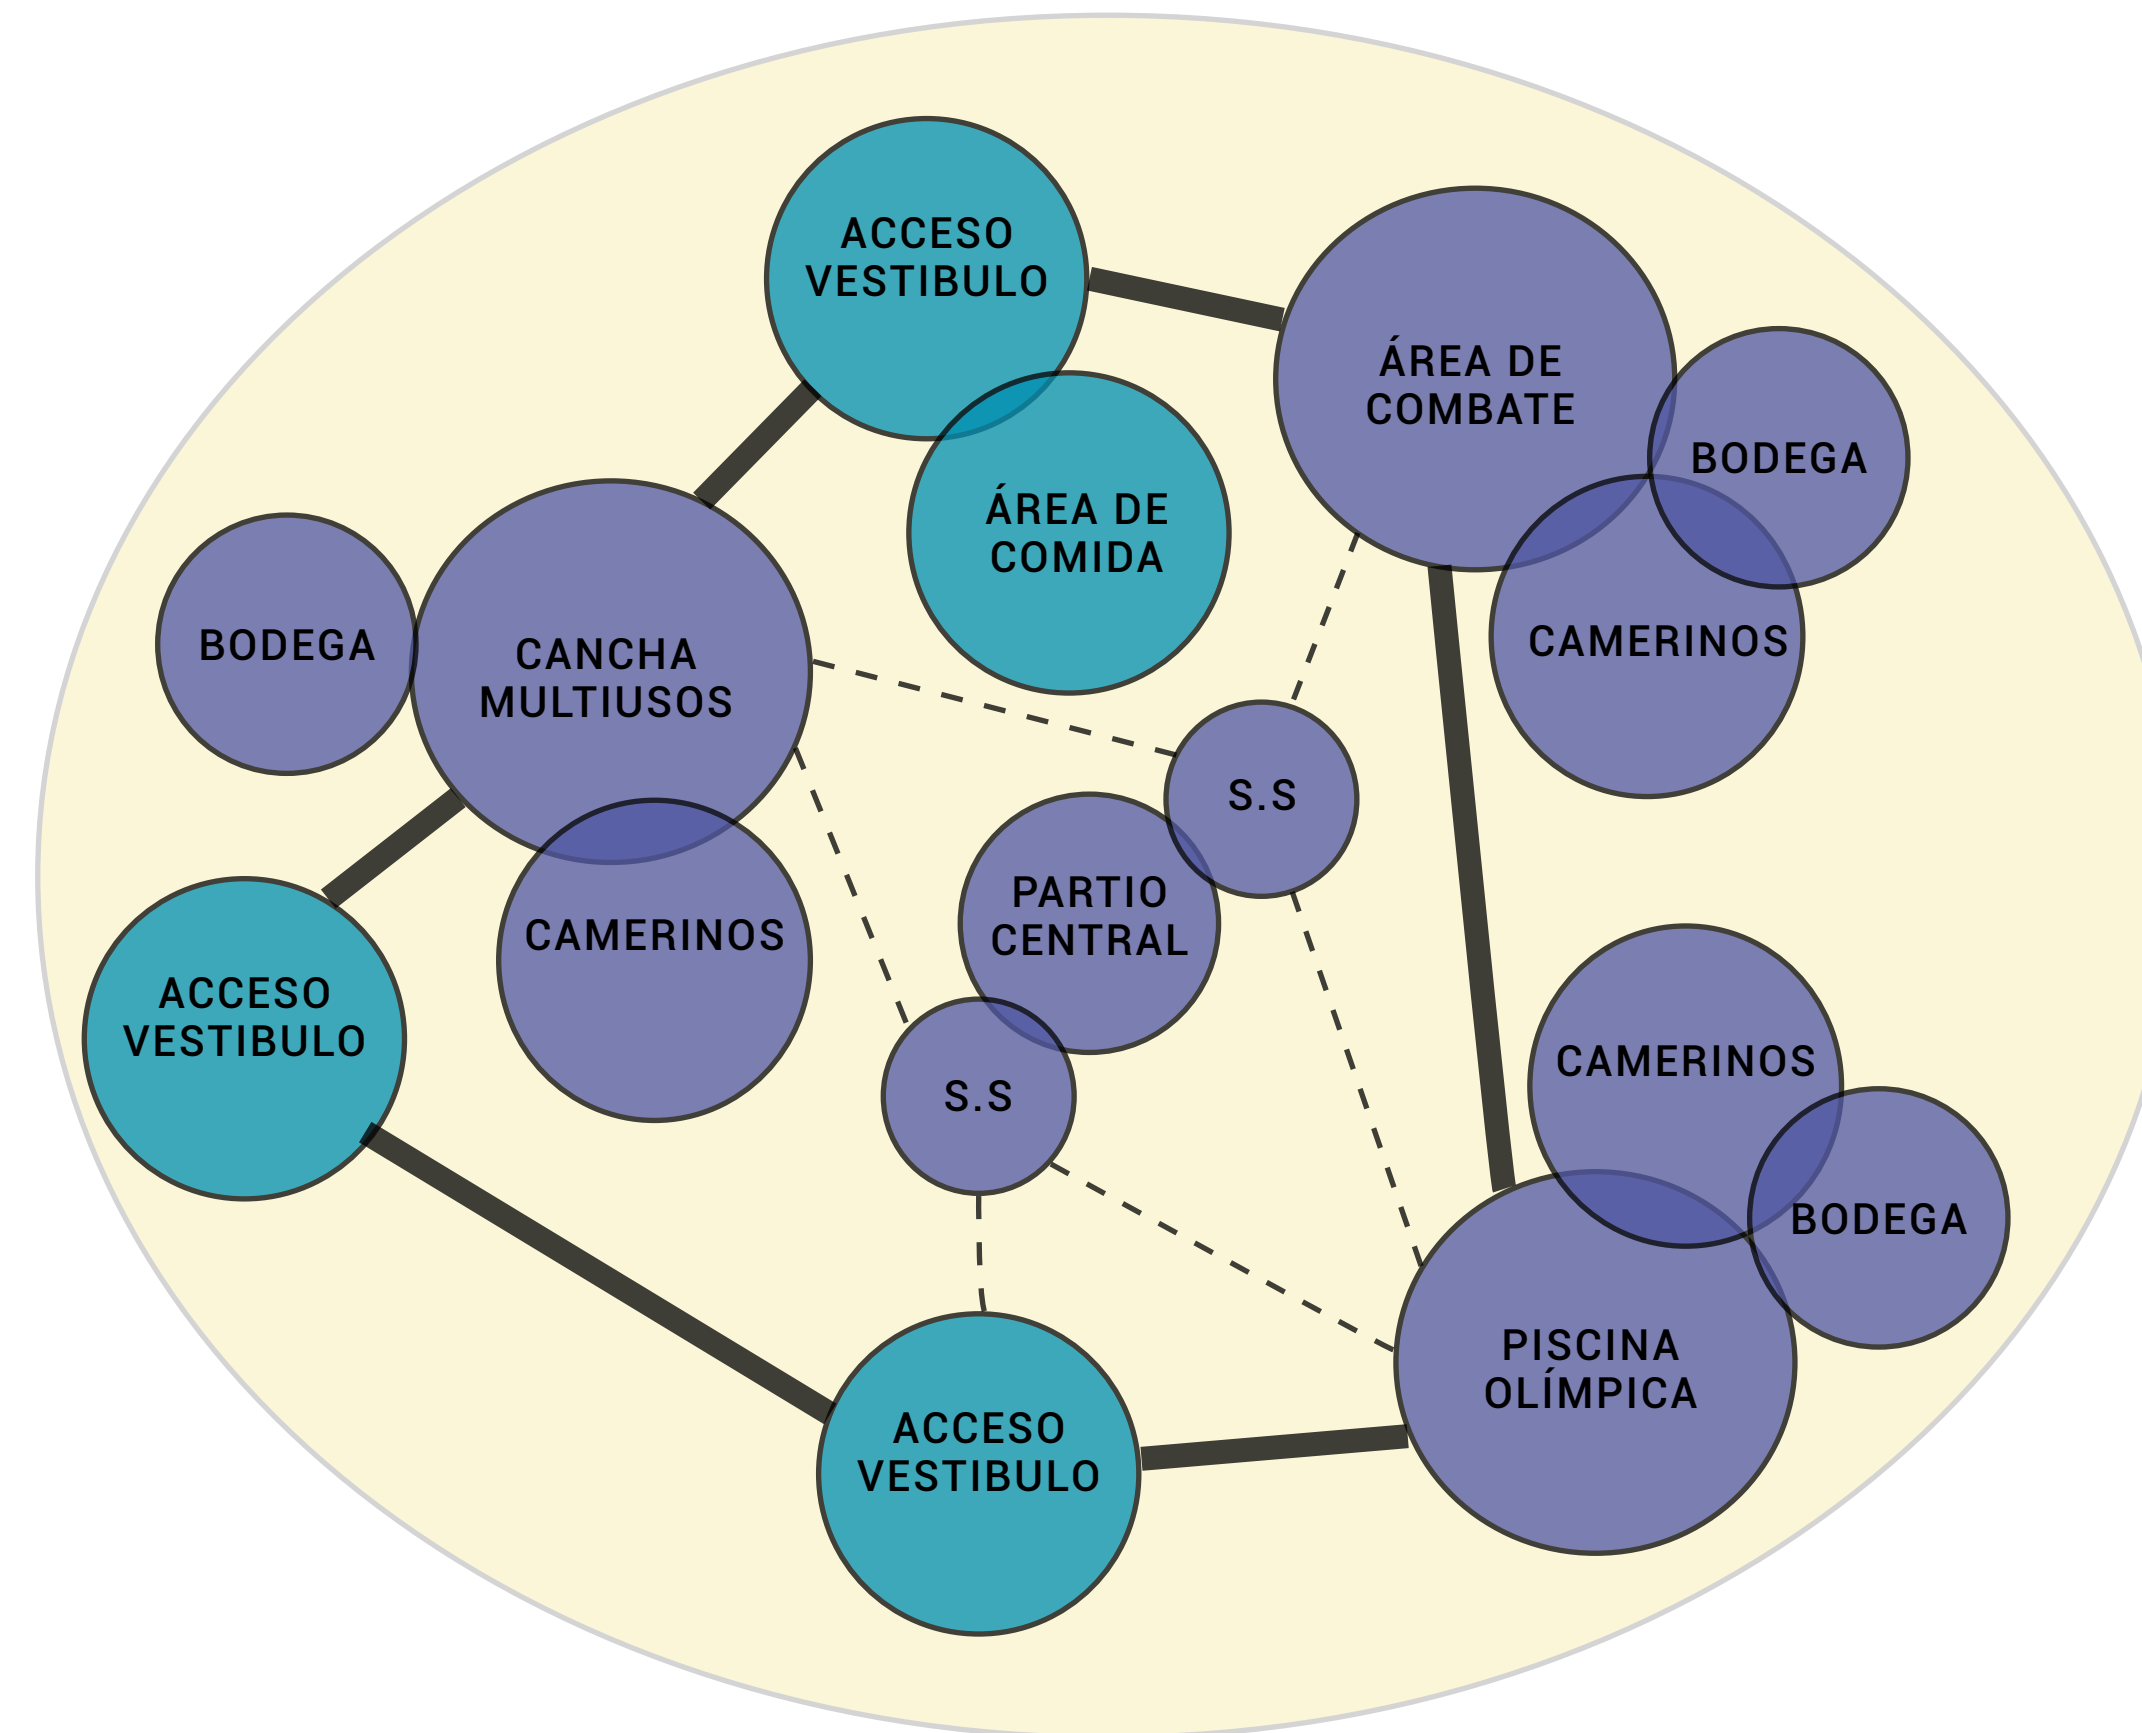 ACCESO
VESTIBULO
ÁREA DE
COMBATE
BODEGA
ÁREA DE
COMIDA
CAMERINOS
BODEGA
CANCHA
MULTIUSOS
S.S
PARTIO
CENTRAL
CAMERINOS
ACCESO
VESTIBULO
S.S
CAMERINOS
BODEGA
PISCINA
OLÍMPICA
ACCESO
VESTIBULO